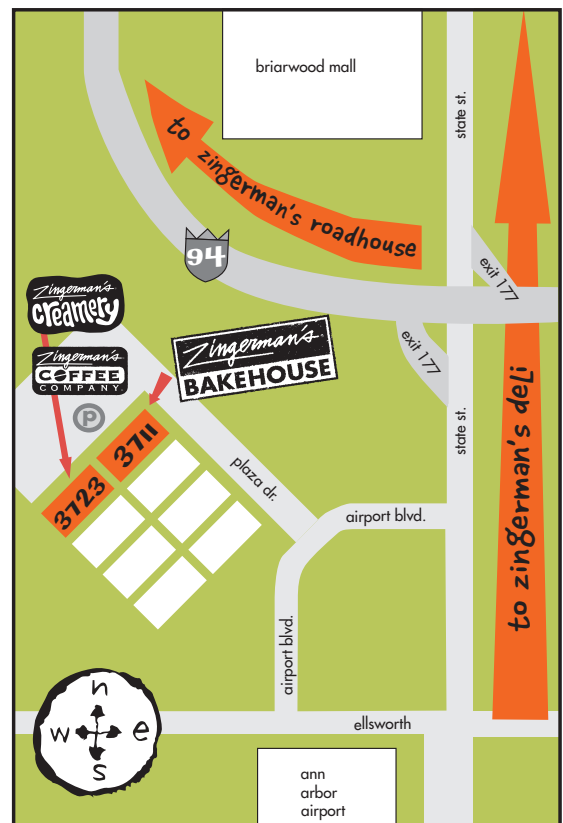 briarwood mall
state st.
to zingerman's roadhouse
94
exit 177
Zingerman's
Creamery
Zingerman's
COFFEE
COMPANY.
P
Zingerman's
BAKEHOUSE
exit 177
3711
3723
plaza dr.
state st.
to zingerman's deli
airport blvd.
airport blvd.
ellsworth
n
w
e
s
ann
arbor
airport